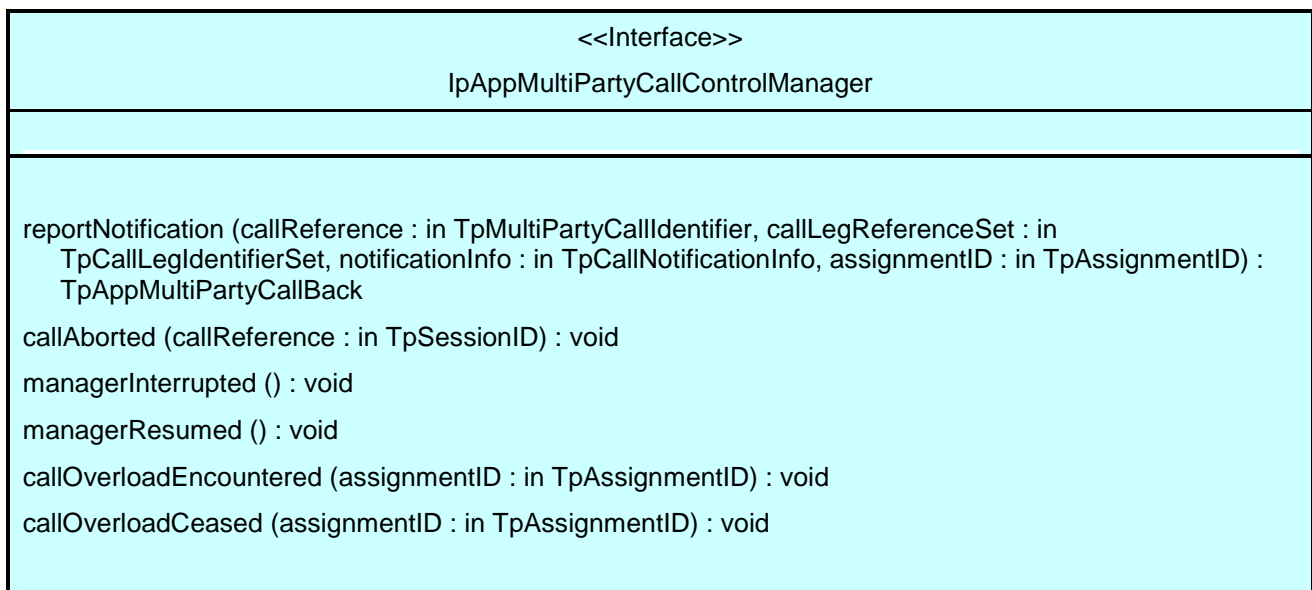 <<Interface>>
IpAppMultiPartyCallControlManager
reportNotification (callReference : in TpMultiPartyCallIdentifier, callLegReferenceSet : in
TpCallLegIdentifierSet, notificationInfo : in TpCallNotificationInfo, assignmentID : in TpAssignmentID) :
TpAppMultiPartyCallBack
callAborted (callReference : in TpSessionID) : void
managerInterrupted () : void
managerResumed () : void
callOverloadEncountered (assignmentID : in TpAssignmentID) : void
callOverloadCeased (assignmentID : in TpAssignmentID) : void